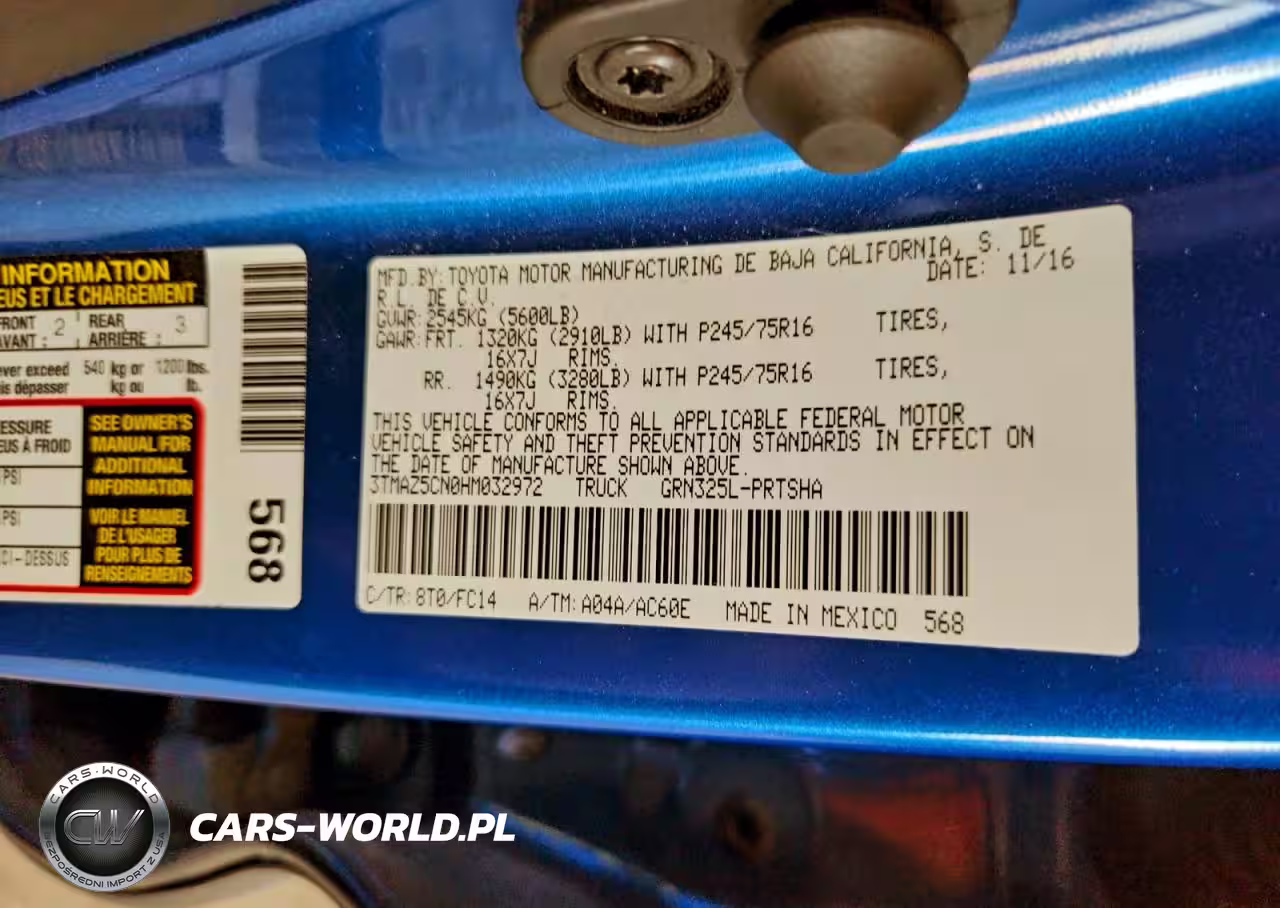 INFORMATION
EUS ET LE CHARGEMENT
FRONT
AVANT : 2
REAR
ARRIÈRE : 3
ever exceed 540 kg or 1200 lbs.
is dépasser kg ou lb.
ESSURE
EUS À FROID
PSI
PSI
CI-DESSUS
SEE OWNER'S
MANUAL FOR
ADDITIONAL
INFORMATION
VOIR LE MANUEL
DE L'USAGER
POUR PLUS DE
RENSEIGNEMENTS
568
MFD.BY: TOYOTA MOTOR MANUFACTURING DE BAJA CALIFORNIA, S. DE
R.L. DE C.V. DATE: 11/16
GVWR: 2545KG (5600LB)
GAWR: FRT. 1320KG (2910LB) WITH P245/75R16 TIRES,
16X7J RIMS.
RR. 1490KG (3280LB) WITH P245/75R16 TIRES,
16X7J RIMS.
THIS VEHICLE CONFORMS TO ALL APPLICABLE FEDERAL MOTOR
VEHICLE SAFETY AND THEFT PREVENTION STANDARDS IN EFFECT ON
THE DATE OF MANUFACTURE SHOWN ABOVE.
3TMAZ5CN0HM032972 TRUCK GRN325L-PRTSHA
C/TR: 8T0/FC14 A/TM: A04A/AC60E MADE IN MEXICO 568
CARS-WORLD
CW
BEZPOŚREDNI IMPORT Z USA
CARS-WORLD.PL